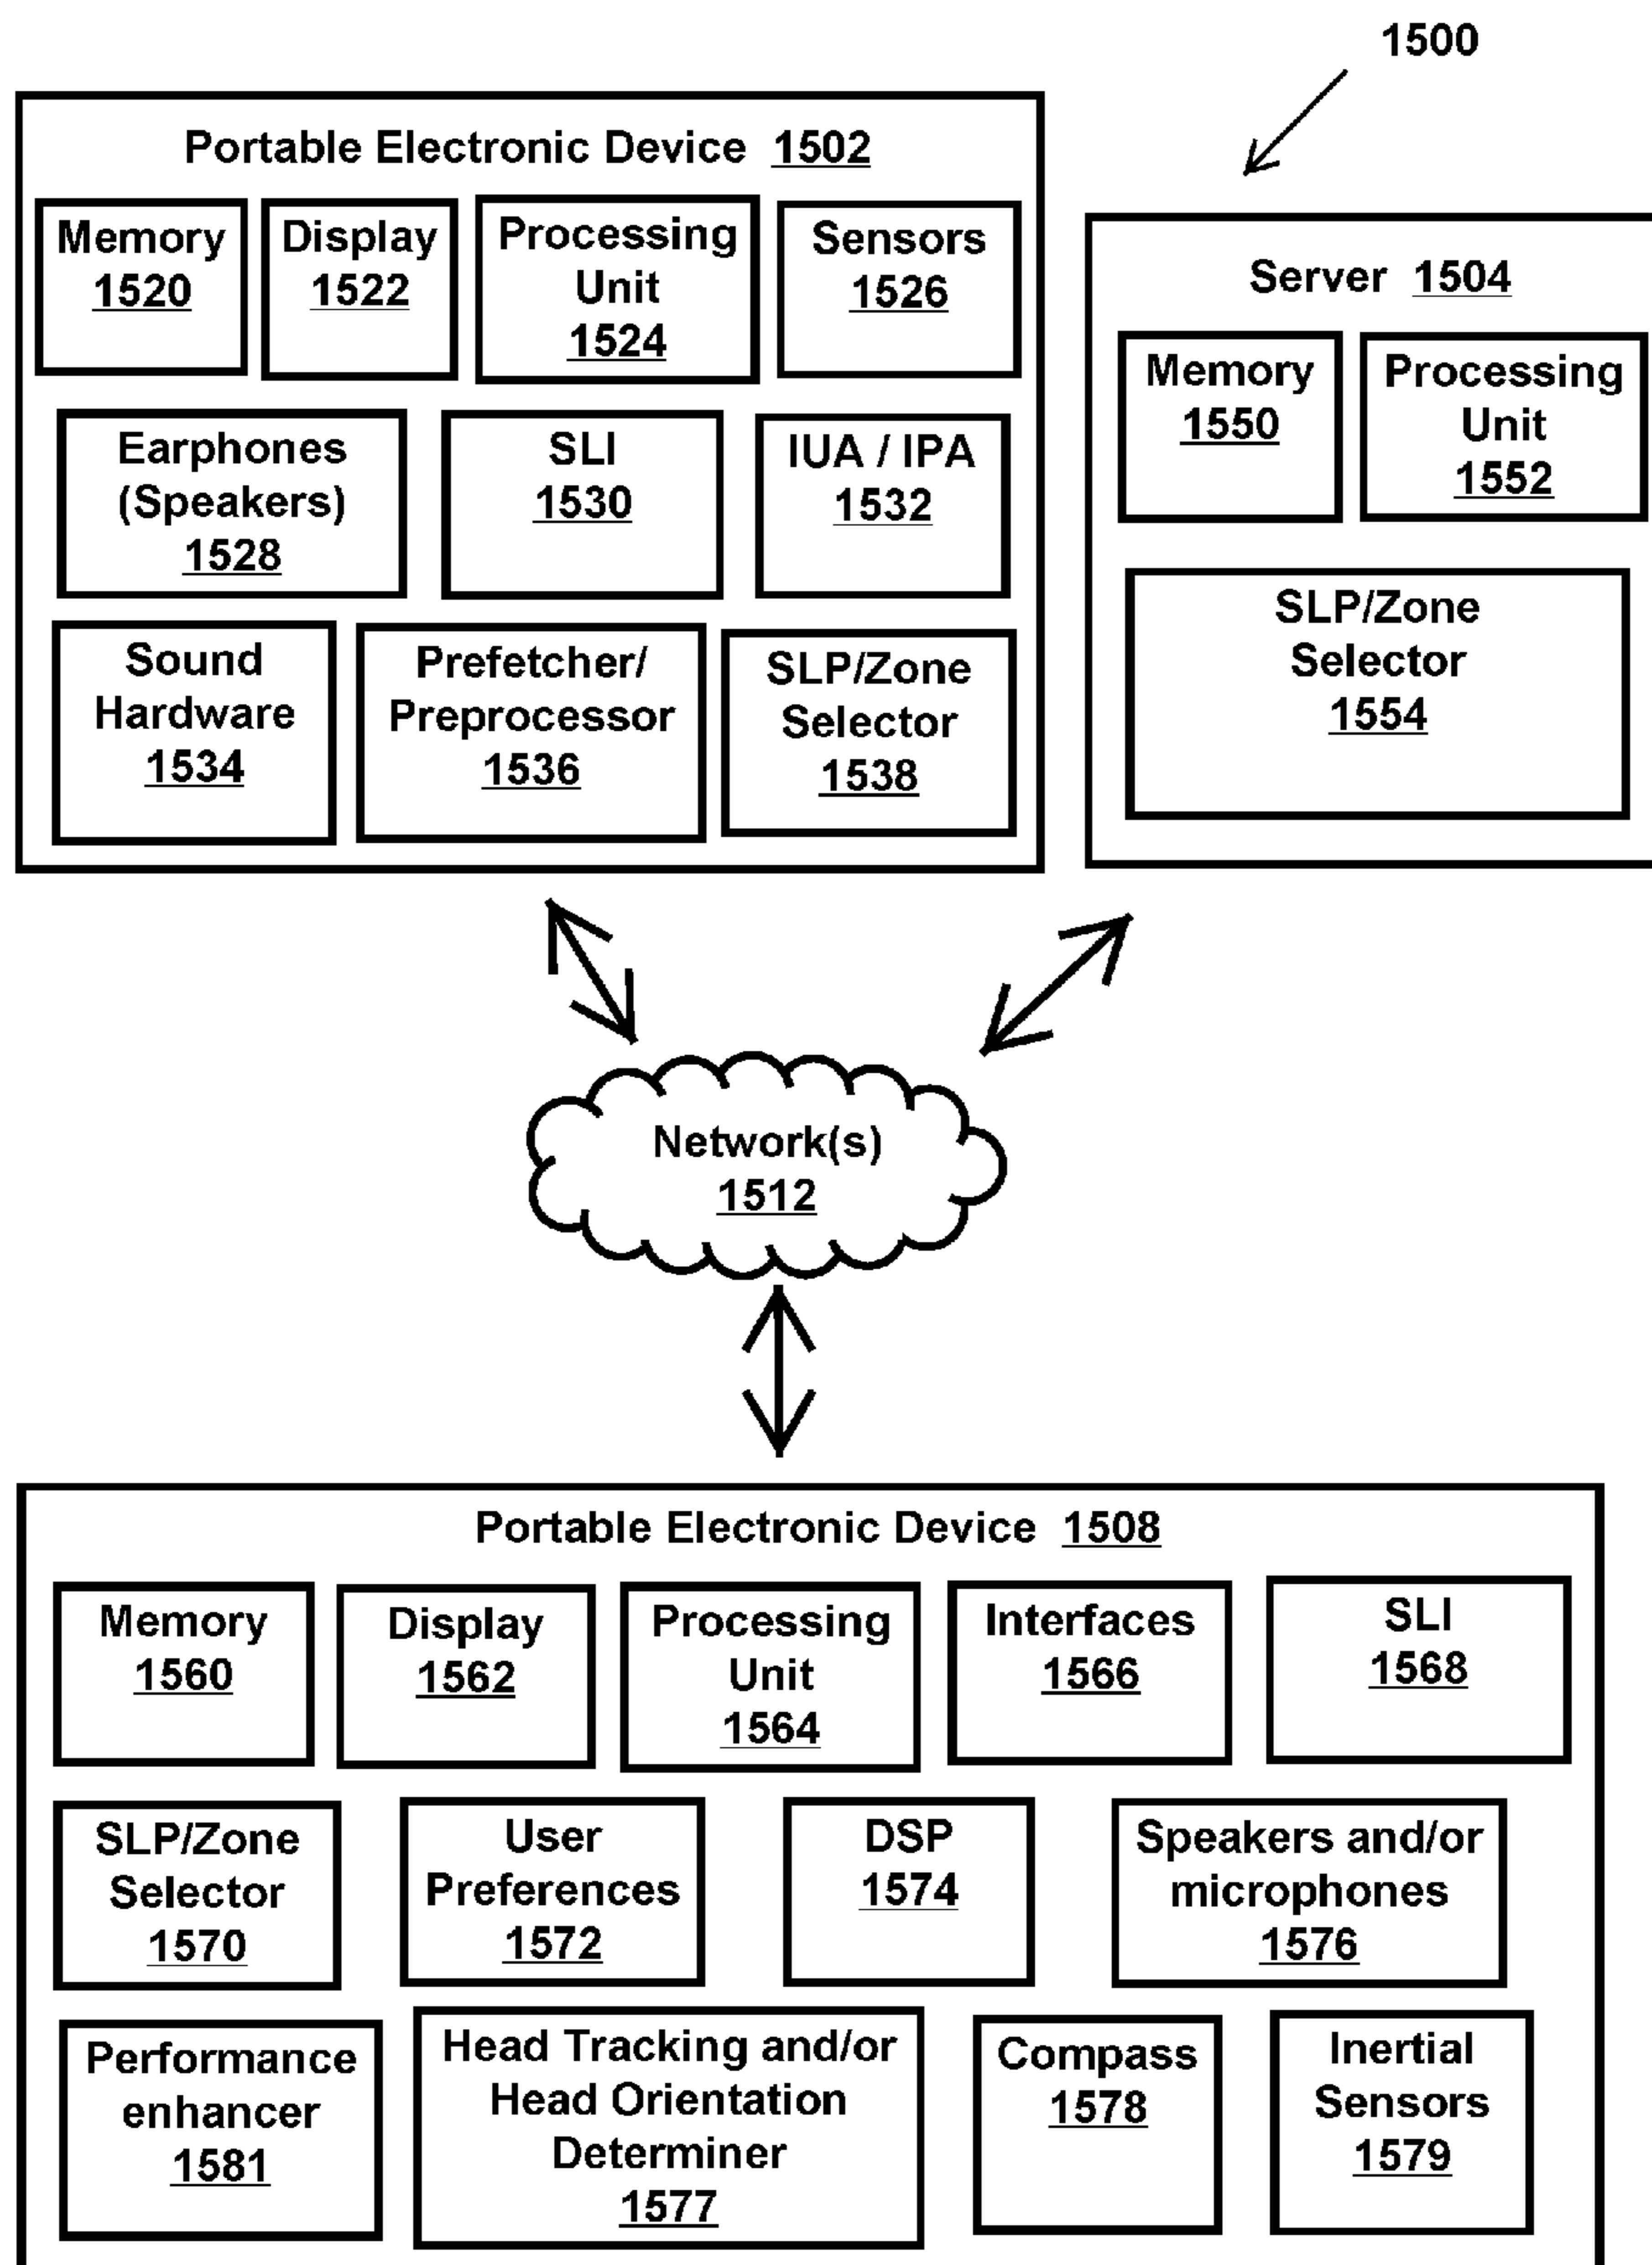 1500
Portable Electronic Device 1502
Memory
1520
Display
1522
Processing
Unit
1524
Sensors
1526
Earphones
(Speakers)
1528
SLI
1530
IUA / IPA
1532
Sound
Hardware
1534
Prefetcher/
Preprocessor
1536
SLP/Zone
Selector
1538
Server 1504
Memory
1550
Processing
Unit
1552
SLP/Zone
Selector
1554
Network(s)
1512
Portable Electronic Device 1508
Memory
1560
Display
1562
Processing
Unit
1564
Interfaces
1566
SLI
1568
SLP/Zone
Selector
1570
User
Preferences
1572
DSP
1574
Speakers and/or
microphones
1576
Performance
enhancer
1581
Head Tracking and/or
Head Orientation
Determiner
1577
Compass
1578
Inertial
Sensors
1579